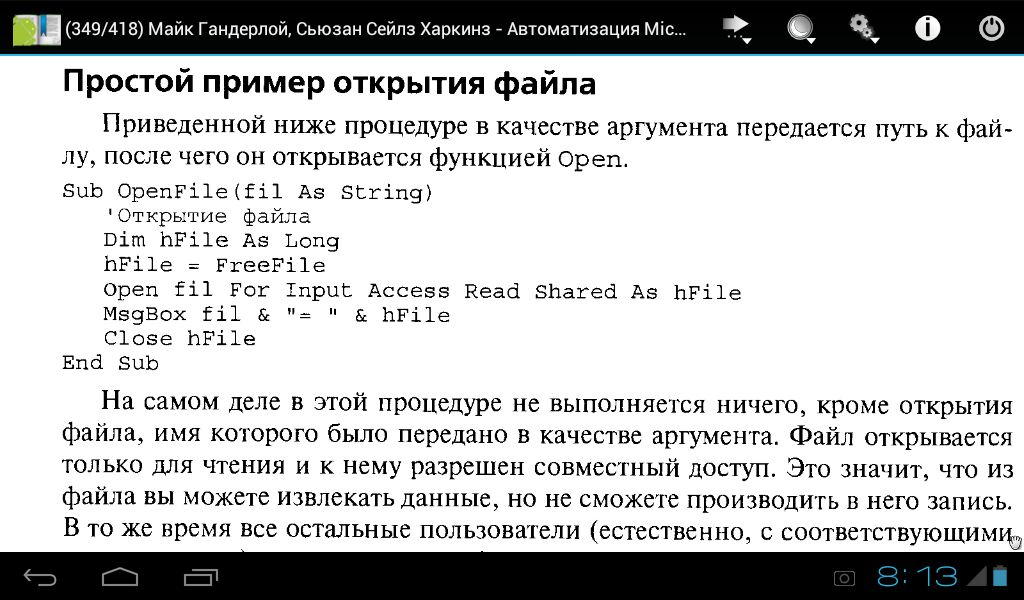 (349/418) Майк Гандерлой, Сьюзан Сейлз Харкинз - Автоматизация Mic...
Простой пример открытия файла
Приведенной ниже процедуре в качестве аргумента передается путь к фай-
лу, после чего он открывается функцией Open.
Sub OpenFile(fil As String)
'Открытие файла
Dim hFile As Long
hFile = FreeFile
Open fil For Input Access Read Shared As hFile
MsgBox fil & "= " & hFile
Close hFile
End Sub
На самом деле в этой процедуре не выполняется ничего, кроме открытия
файла, имя которого было передано в качестве аргумента. Файл открывается
только для чтения и к нему разрешен совместный доступ. Это значит, что из
файла вы можете извлекать данные, но не сможете производить в него запись.
В то же время все остальные пользователи (естественно, с соответствующими
8:13